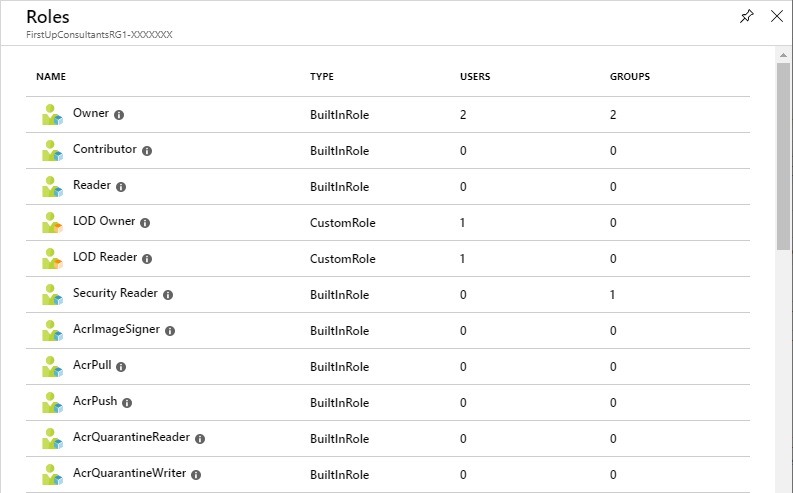 Roles
FirstUpConsultantsRG1-XXXXXXX
NAME TYPE USERS GROUPS
Owner BuiltInRole 2 2
Contributor BuiltInRole 0 0
Reader BuiltInRole 0 0
LOD Owner CustomRole 1 0
LOD Reader CustomRole 1 0
Security Reader BuiltInRole 0 1
AcrImageSigner BuiltInRole 0 0
AcrPull BuiltInRole 0 0
AcrPush BuiltInRole 0 0
AcrQuarantineReader BuiltInRole 0 0
AcrQuarantineWriter BuiltInRole 0 0